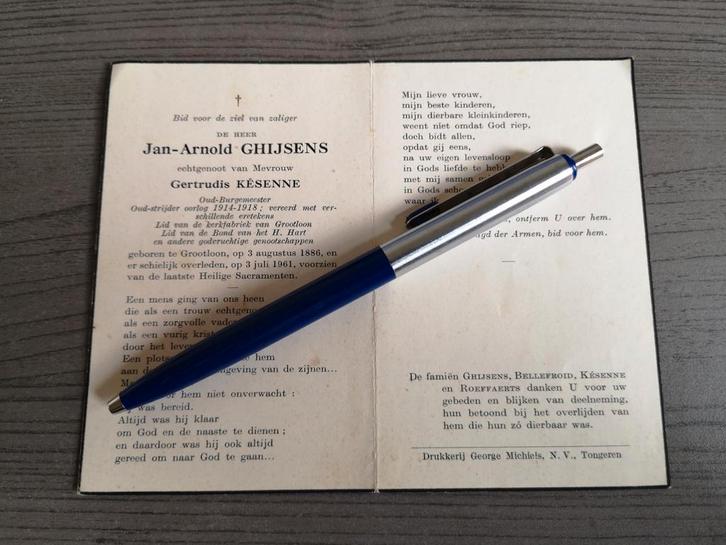 Bid voor de ziel van zaliger
DE HEER
Jan-Arnold GHIJSENS
echtgenoot van Mevrouw
Gertrudis KÉSENNE
Oud-Burgemeester
Oud-strijder oorlog 1914-1918; vereerd met ver-
schillende eretekens
Lid van de kerkfabriek van Grootloon
Lid van de Bond van het H. Hart
en andere godvruchtige genootschappen
geboren te Grootloon, op 3 augustus 1886, en
er schielijk overleden, op 3 juli 1961, voorzien
van de laatste Heilige Sacramenten.
Een mens ging van ons heen
die als een trouw echtgenoot
als een zorgvolle vader
als een vurig
door het
Een
aan de omgeving van de zijnen...
hem niet onverwacht :
was bereid.
Altijd was hij klaar
om God en de naaste te dienen ;
en daardoor was hij ook altijd
gereed om naar God te gaan...
Mijn lieve vrouw,
mijn beste kinderen,
mijn dierbare kleinkinderen,
weent niet omdat God riep,
doch bidt allen,
opdat gij eens,
na uw eigen levensloop
in Gods liefde te
met mij samen
in Gods
waar
ontferm U over hem.
der Armen, bid voor hem.
De famiën GHIJSENS, BELLEFROID, KÉSENNE
en ROEFFAERTS danken U voor uw
gebeden en blijken van deelneming,
hun betoond bij het overlijden van
hem die hun zó dierbaar was.
Drukkerij George Michiels, N. V., Tongeren